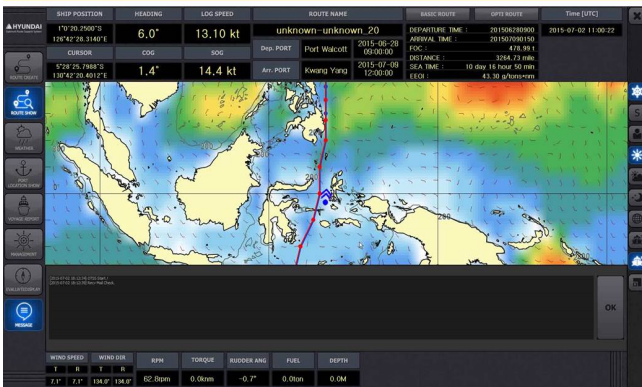 HYUNDAI
SHIP POSITION
1°0'20.2500"S
126°42'28.3140"E
CURSOR
5°28'25.7988"S
130°42'20.4012"E
HEADING
6.0°
COG
1.4°
LOG SPEED
13.10 kt
SOG
14.4 kt
ROUTE NAME
unknown-unknown_20
Dep. PORT Port Walcott 2015-06-28 09:00:00
Arr. PORT Kwang Yang 2015-07-09 12:00:00
BASIC ROUTE OPTI ROUTE
DEPARTURE TIME : 201506280900
ARRIVAL TIME : 201507090150
FOC : 478.99 t
DISTANCE : 3264.73 mile
SEA TIME : 10 day 16 hour 50 min
EEOI : 43.30 g/tons•nm
Time [UTC]
2015-07-02 11:00:22
ROUTE CREATE
ROUTE SHOW
WEATHER
PORT
LOCATION SHOW
VOYAGE REPORT
MANAGEMENT
MESSAGE
OK
WIND SPEED WIND DIR RPM TORQUE RUDDER ANG FUEL DEPTH
T R T R
7.1° 7.1° 134.0° 134.0° 62.8rpm 0.0knm -0.7° 0.0ton 0.0M